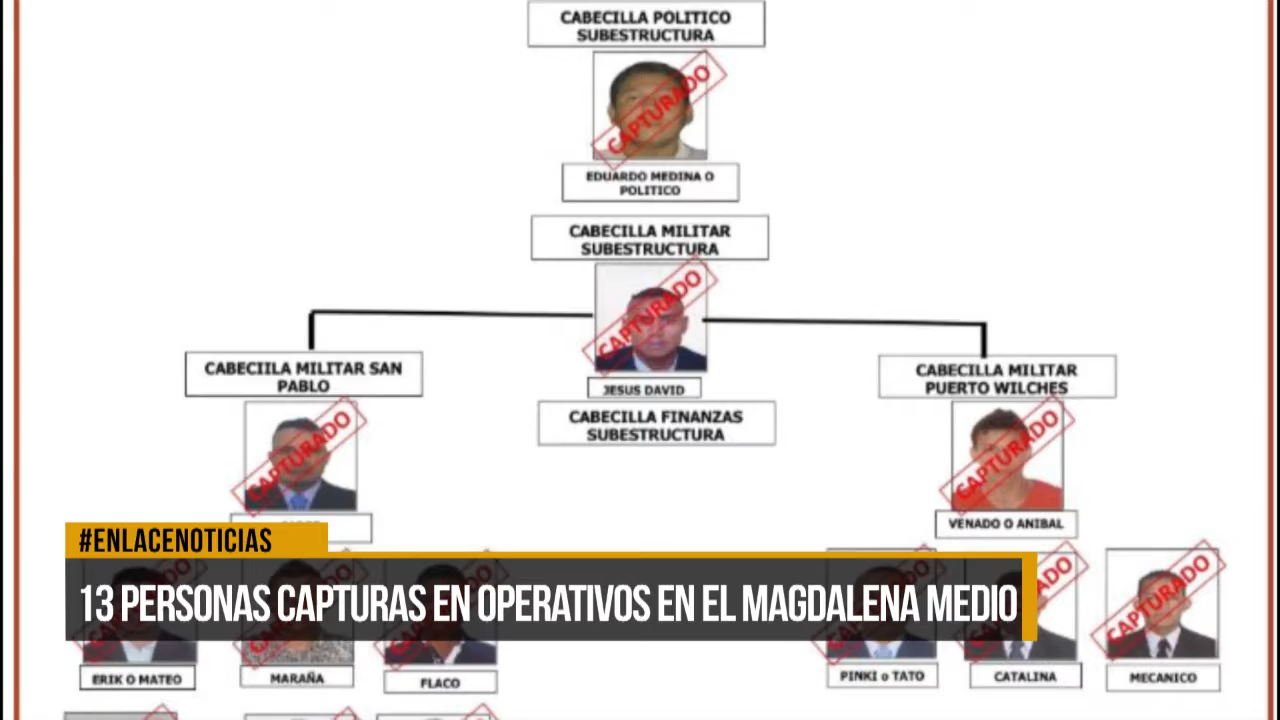 CABECILLA POLITICO
SUBESTRUCTURA
CAPTURADO
EDUARDO MEDINA O
POLITICO
CABECILLA MILITAR
SUBESTRUCTURA
CAPTURADO
JESUS DAVID
CABECILLA FINANZAS
SUBESTRUCTURA
CABECIILA MILITAR SAN
PABLO
CAPTURADO
CABECILLA MILITAR
PUERTO WILCHES
CAPTURADO
VENADO O ANIBAL
#ENLACENOTICIAS
13 PERSONAS CAPTURAS EN OPERATIVOS EN EL MAGDALENA MEDIO
CAPTURADO
ERIK O MATEO
MARAÑA
FLACO
PINKI o TATO
CATALINA
MECANICO